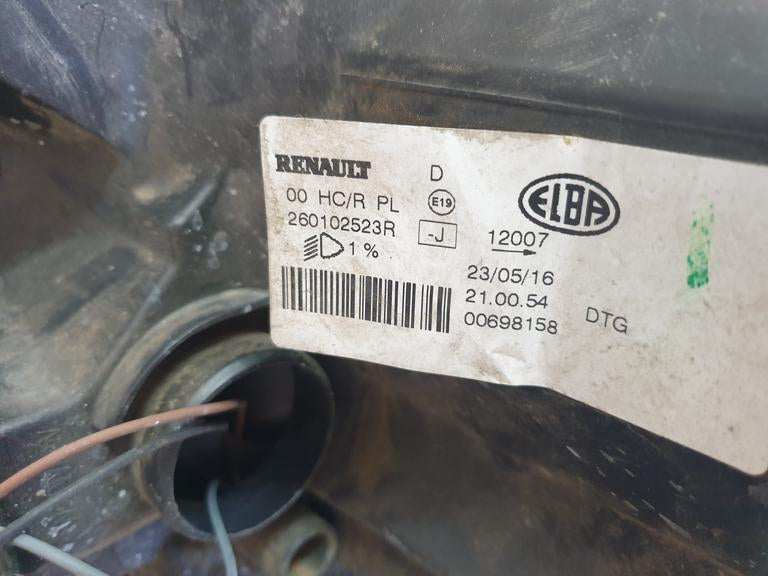 RENAULT
D
ELBA
00 HC/R PL
E19
260102523R
-J
12007
1 %
23/05/16
21.00.54
DTG
00698158